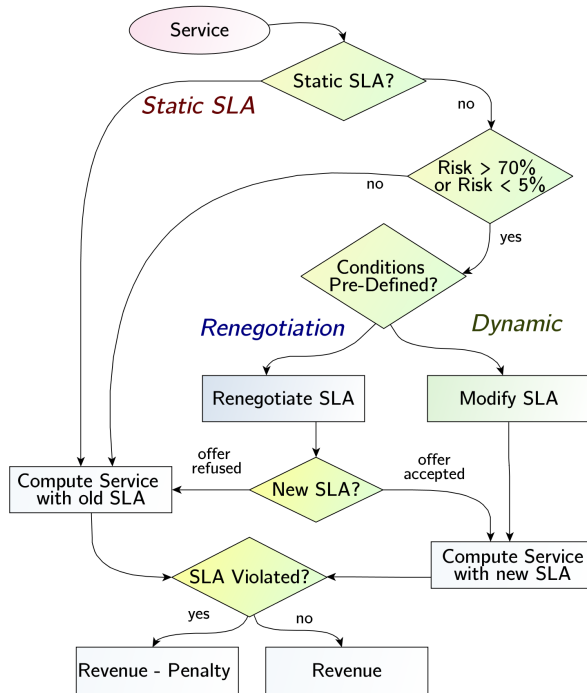 Service
Static SLA?
Static SLA
no
Risk > 70%
or Risk < 5%
no
yes
Conditions
Pre-Defined?
Renegotiation
Dynamic
Renegotiate SLA
Modify SLA
offer
refused
offer
accepted
New SLA?
Compute Service
with old SLA
Compute Service
with new SLA
SLA Violated?
yes
no
Revenue - Penalty
Revenue